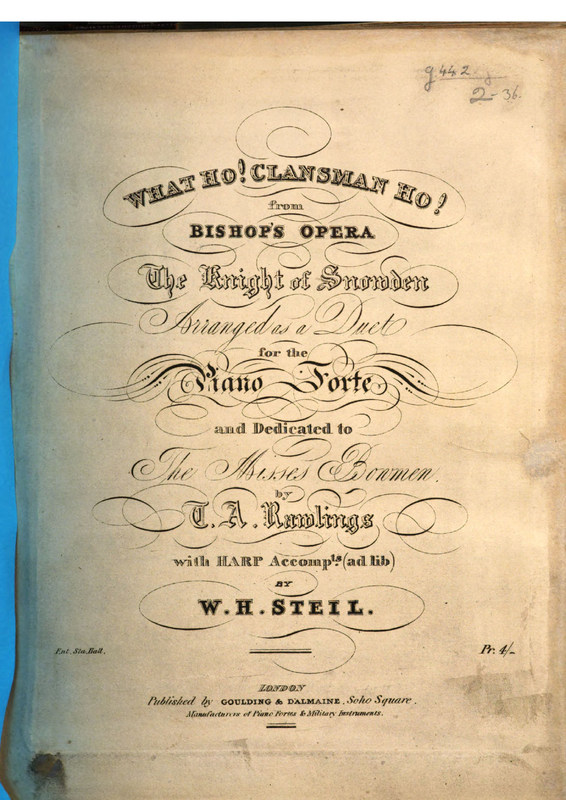 g.442.
2-36.
WHAT HO! CLANSMAN HO!
from
BISHOP'S OPERA
The Knight of Snowden
Arranged as a Duet
for the
Piano Forte
and Dedicated to
The Misses Bowmen.
by
T. A. Rawlings
with HARP Accompts. (ad lib)
BY
W. H. STEIL.
Ent. Sta. Hall.
Pr. 4/-
LONDON
Published by GOULDING & D'ALMAINE, Soho Square.
Manufacturers of Piano Fortes & Military Instruments.